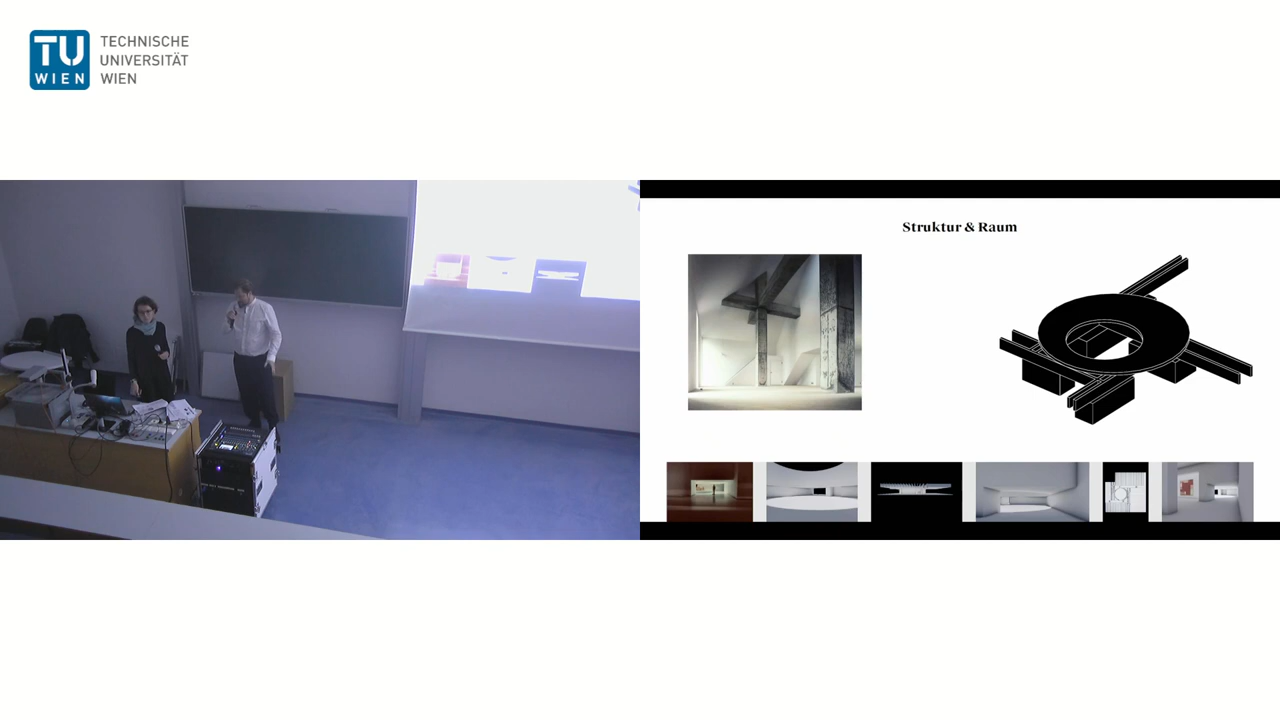 TU
WIEN
TECHNISCHE
UNIVERSITÄT
WIEN
Struktur & Raum